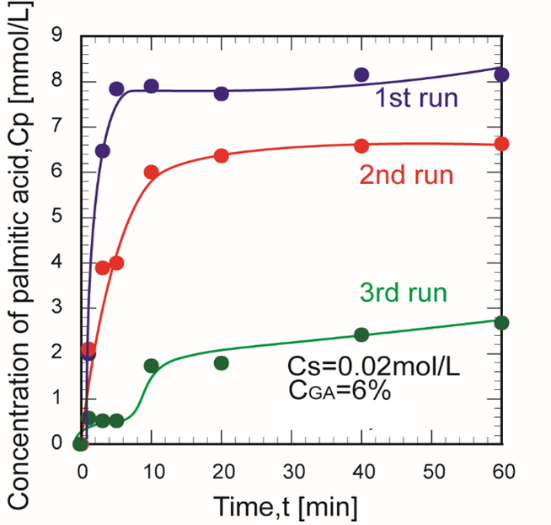 Concentration of palmitic acid,Cp [mmol/L]
9
8
7
6
5
4
3
2
1
0
1st run
2nd run
3rd run
Cs=0.02mol/L
CGA=6%
0 10 20 30 40 50 60
Time,t [min]